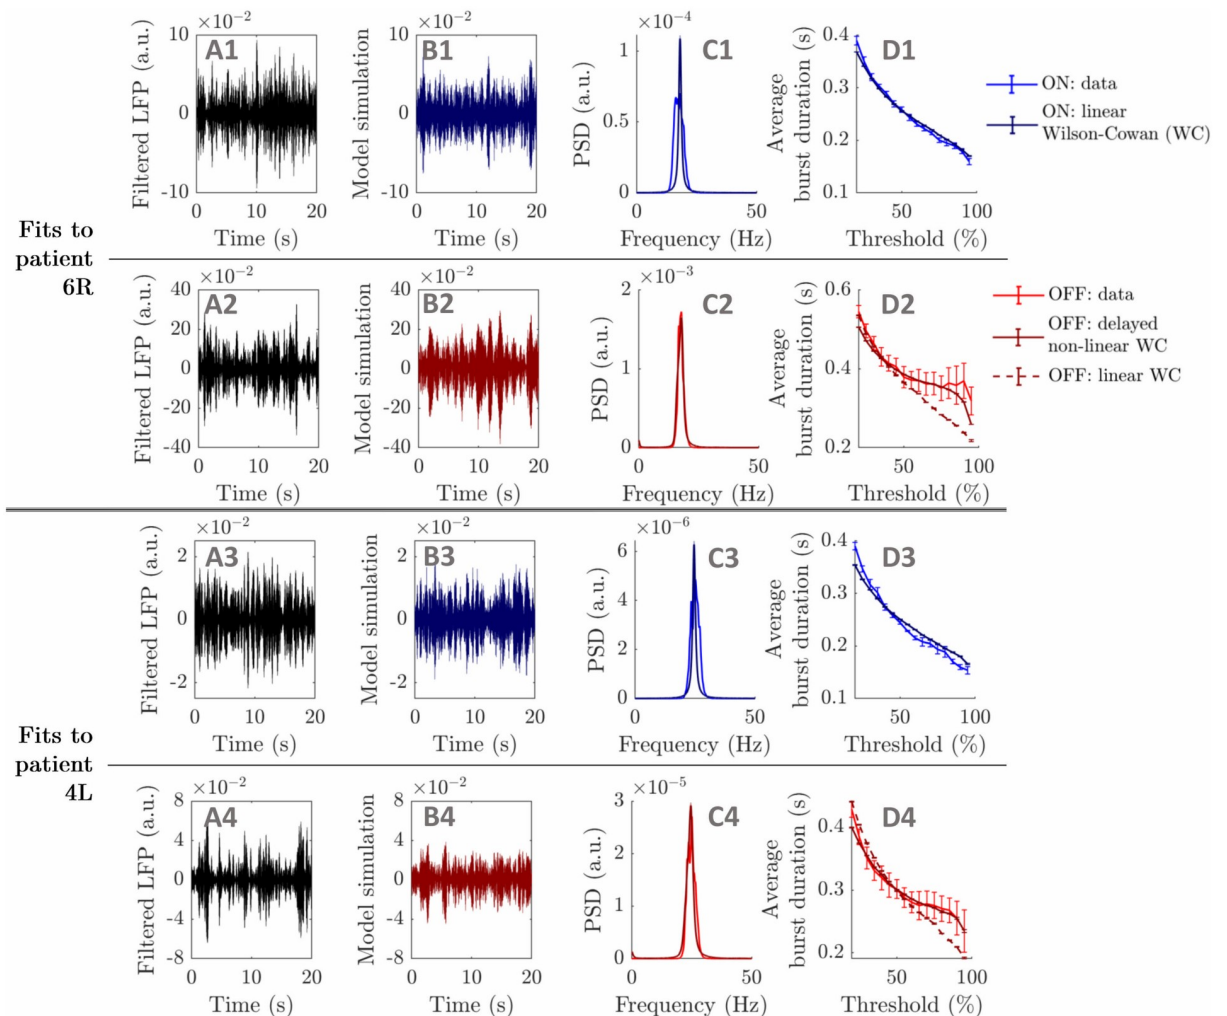 ×10⁻²
Filtered LFP (a.u.)
10
0
-10
A1
0
10
20
Time (s)
×10⁻²
Model simulation
10
0
-10
B1
0
10
20
Time (s)
×10⁻⁴
PSD (a.u.)
1
0.5
0
C1
0
50
Frequency (Hz)
Average
burst duration (s)
0.4
0.3
0.2
0.1
D1
50
100
Threshold (%)
ON: data
ON: linear
Wilson-Cowan (WC)
Fits to
patient
6R
×10⁻²
Filtered LFP (a.u.)
40
20
0
-20
-40
A2
0
10
20
Time (s)
×10⁻²
Model simulation
40
20
0
-20
-40
B2
0
10
20
Time (s)
×10⁻³
PSD (a.u.)
2
1
0
C2
0
50
Frequency (Hz)
Average
burst duration (s)
0.6
0.4
0.2
D2
50
100
Threshold (%)
OFF: data
OFF: delayed
non-linear WC
OFF: linear WC
×10⁻²
Filtered LFP (a.u.)
2
0
-2
A3
0
10
20
Time (s)
×10⁻²
Model simulation
2
0
-2
B3
0
10
20
Time (s)
×10⁻⁶
PSD (a.u.)
6
4
2
0
C3
0
50
Frequency (Hz)
Average
burst duration (s)
0.4
0.3
0.2
0.1
D3
50
100
Threshold (%)
Fits to
patient
4L
×10⁻²
Filtered LFP (a.u.)
8
4
0
-4
-8
A4
0
10
20
Time (s)
×10⁻²
Model simulation
8
4
0
-4
-8
B4
0
10
20
Time (s)
×10⁻⁵
PSD (a.u.)
3
2
1
0
C4
0
50
Frequency (Hz)
Average
burst duration (s)
0.4
0.3
0.2
D4
50
100
Threshold (%)